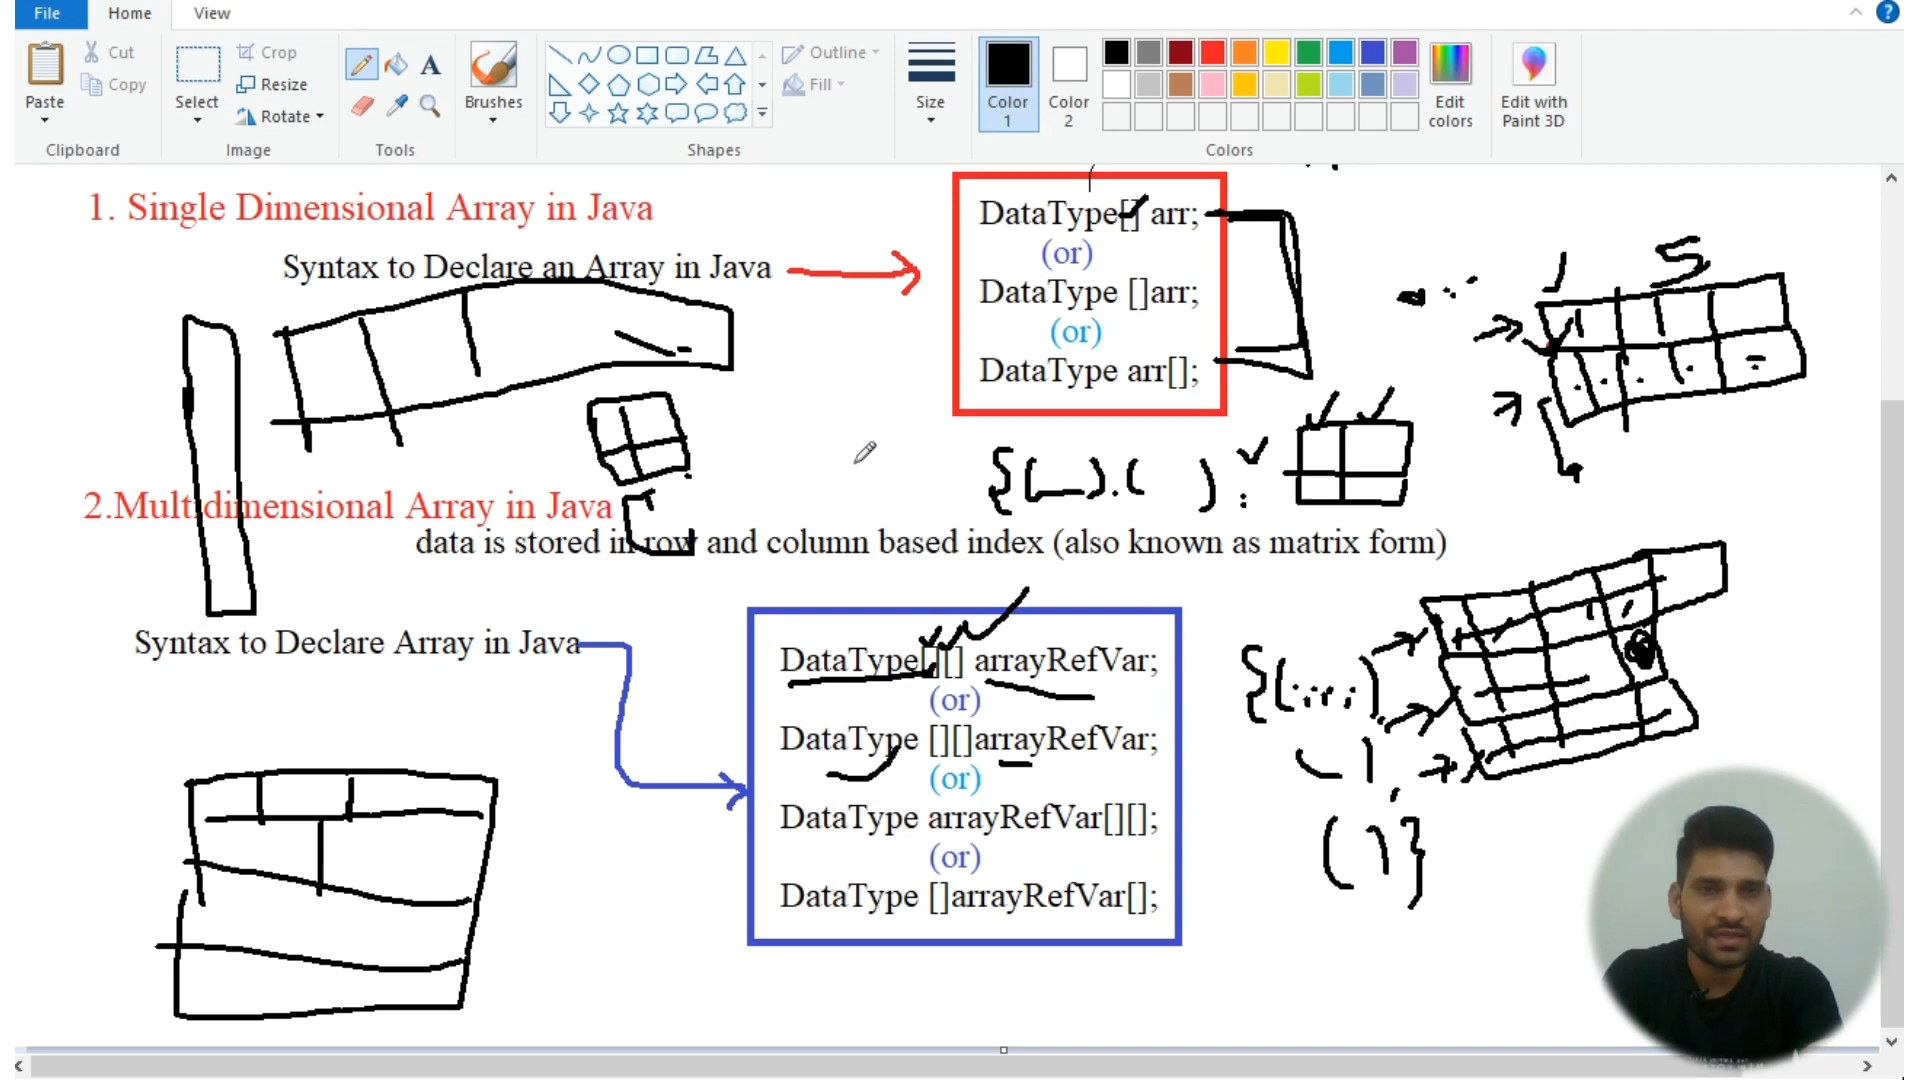 File Home View
Paste
Cut
Copy
Clipboard
Select
Crop
Resize
Rotate
Image
A
Tools
Brushes
Shapes
Outline
Fill
Size
Color 1
Color 2
Colors
Edit colors
Edit with Paint 3D
?
1. Single Dimensional Array in Java
Syntax to Declare an Array in Java
DataType[] arr;
(or)
DataType []arr;
(or)
DataType arr[];
5
2.Multidimensional Array in Java
data is stored in row and column based index (also known as matrix form)
Syntax to Declare Array in Java
DataType[][] arrayRefVar;
(or)
DataType [][]arrayRefVar;
(or)
DataType arrayRefVar[][];
(or)
DataType []arrayRefVar[];